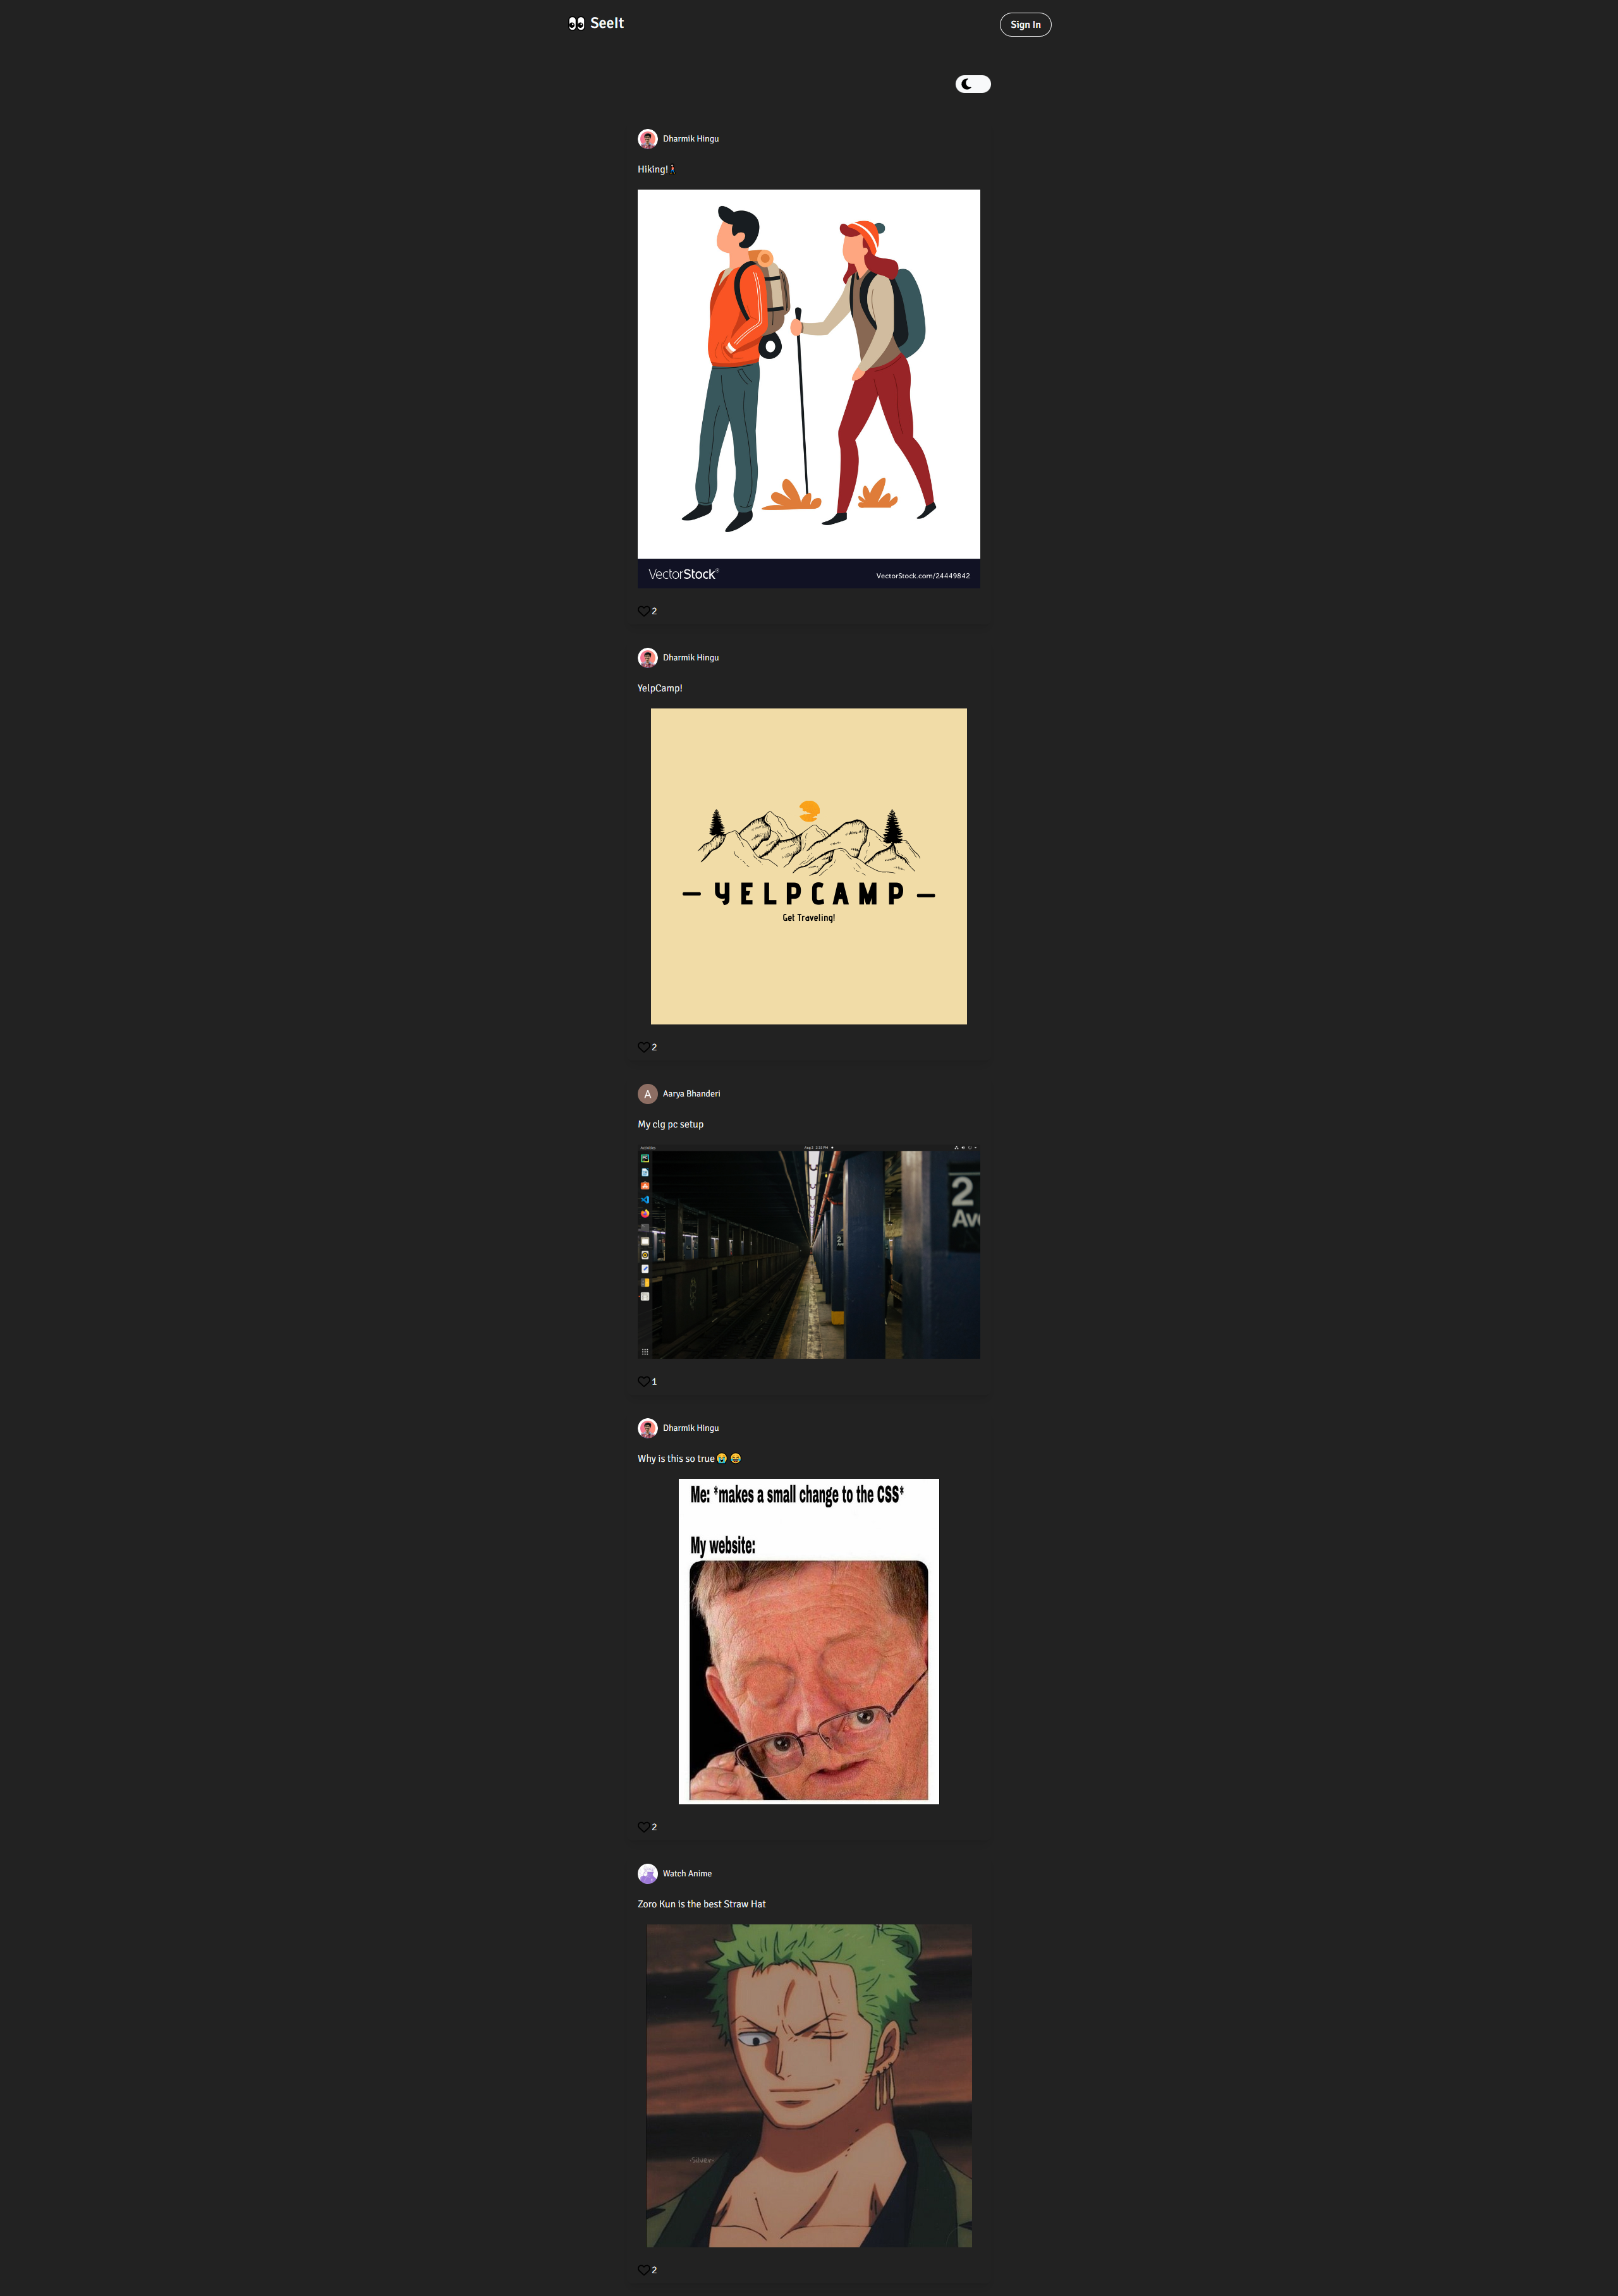 👀 SeeIt
Sign In
Dharmik Hingu
Hiking!
VectorStock®
VectorStock.com/24449842
2
Dharmik Hingu
YelpCamp!
– YELPCAMP –
Get Traveling!
2
A
Aarya Bhanderi
My clg pc setup
2
Ave
2
1
Dharmik Hingu
Why is this so true 😭 😂
Me: *makes a small change to the CSS*
My website:
2
Watch Anime
Zoro Kun is the best Straw Hat
2